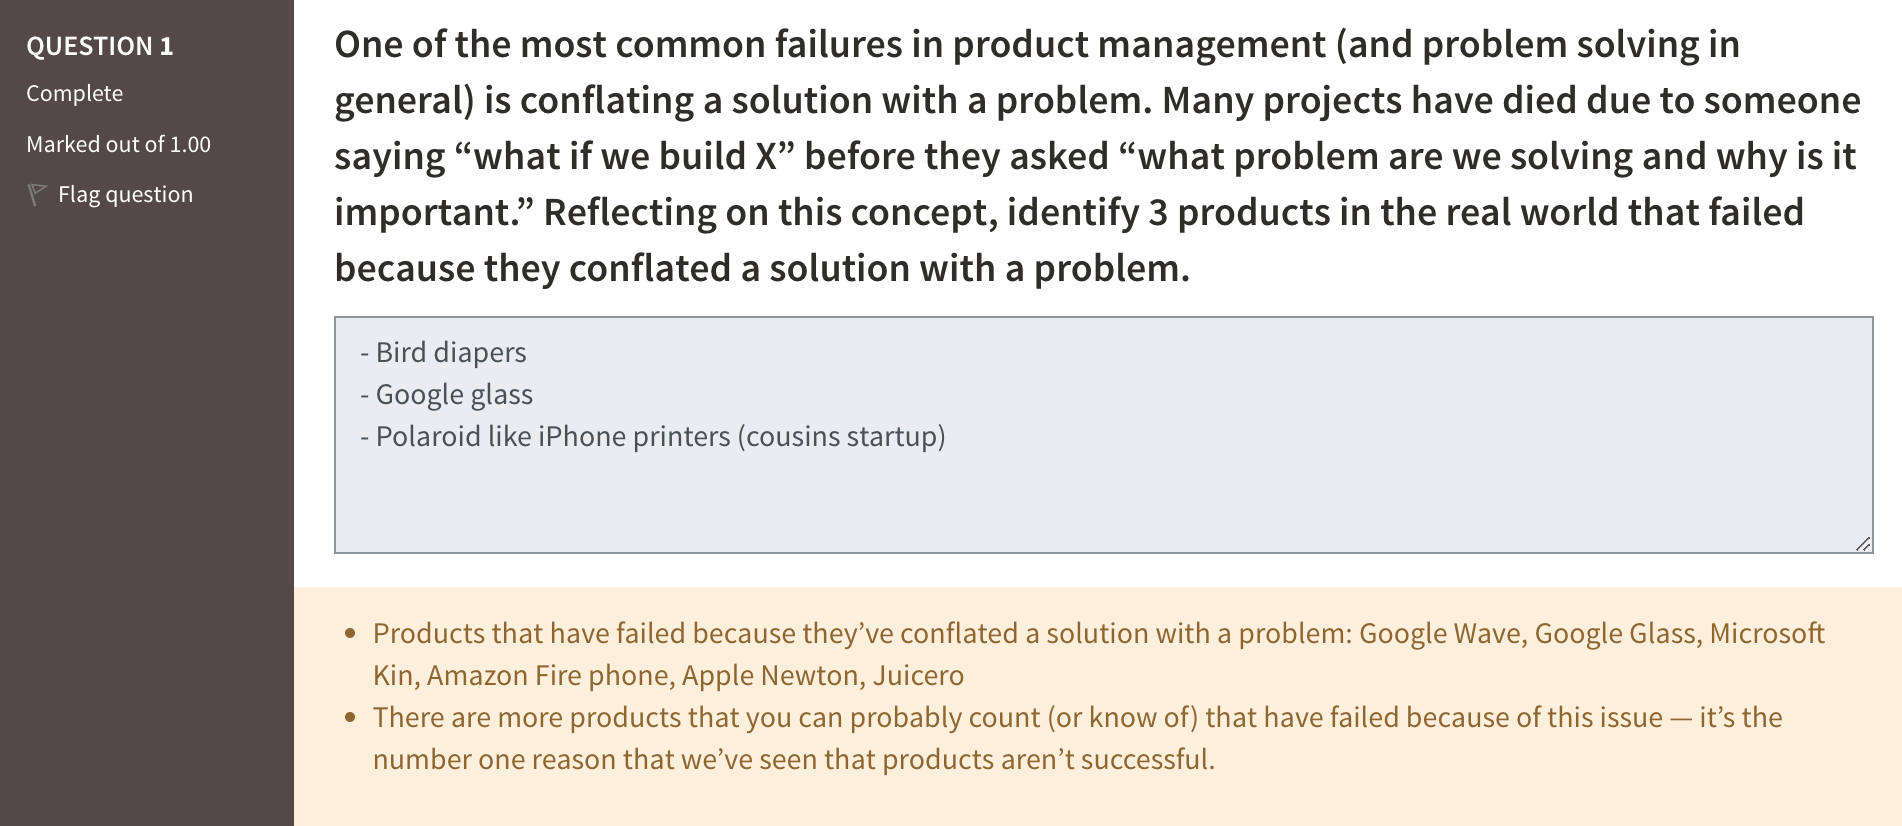 QUESTION 1
Complete
Marked out of 1.00
Flag question
One of the most common failures in product management (and problem solving in
general) is conflating a solution with a problem. Many projects have died due to someone
saying “what if we build X” before they asked “what problem are we solving and why is it
important.” Reflecting on this concept, identify 3 products in the real world that failed
because they conflated a solution with a problem.
- Bird diapers
- Google glass
- Polaroid like iPhone printers (cousins startup)
• Products that have failed because they’ve conflated a solution with a problem: Google Wave, Google Glass, Microsoft
Kin, Amazon Fire phone, Apple Newton, Juicero
• There are more products that you can probably count (or know of) that have failed because of this issue — it’s the
number one reason that we’ve seen that products aren’t successful.